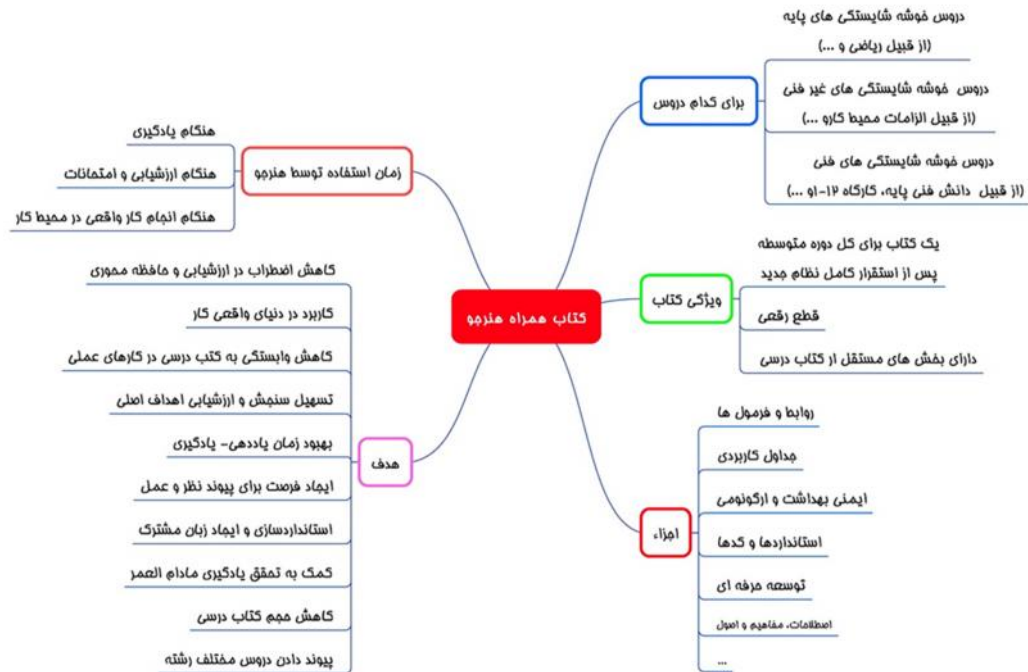 کتاب همراه هنرجو
برای کدام دروس
دروس خوشه شایستگی های پایه
(از قبیل ریاضی و ...)
دروس خوشه شایستگی های غیر فنی
(از قبیل الزامات محیط کارو ...)
دروس خوشه شایستگی های فنی
(از قبیل دانش فنی پایه، کارگاه ۱۲-۱و ...)
ویژگی کتاب
یک کتاب برای کل دوره متوسطه
پس از استقرار کامل نظام جدید
قطع رقعی
دارای بخش های مستقل از کتاب درسی
اجزاء
روابط و فرمول ها
جداول کاربردی
ایمنی بهداشت و ارگونومی
استانداردها و کدها
توسعه حرفه ای
اصطلاحات، مفاهیم و اصول
...
زمان استفاده توسط هنرجو
هنگام یادگیری
هنگام ارزشیابی و امتحانات
هنگام انجام کار واقعی در محیط کار
هدف
کاهش اضطراب در ارزشیابی و حافظه محوری
کاربرد در دنیای واقعی کار
کاهش وابستگی به کتب درسی در کارهای عملی
تسهیل سنجش و ارزشیابی اهداف اصلی
بهبود زمان یاددهی- یادگیری
ایجاد فرصت برای پیوند نظر و عمل
استانداردسازی و ایجاد زبان مشترک
کمک به تحقق یادگیری مادام العمر
کاهش حجم کتاب درسی
پیوند دادن دروس مختلف رشته